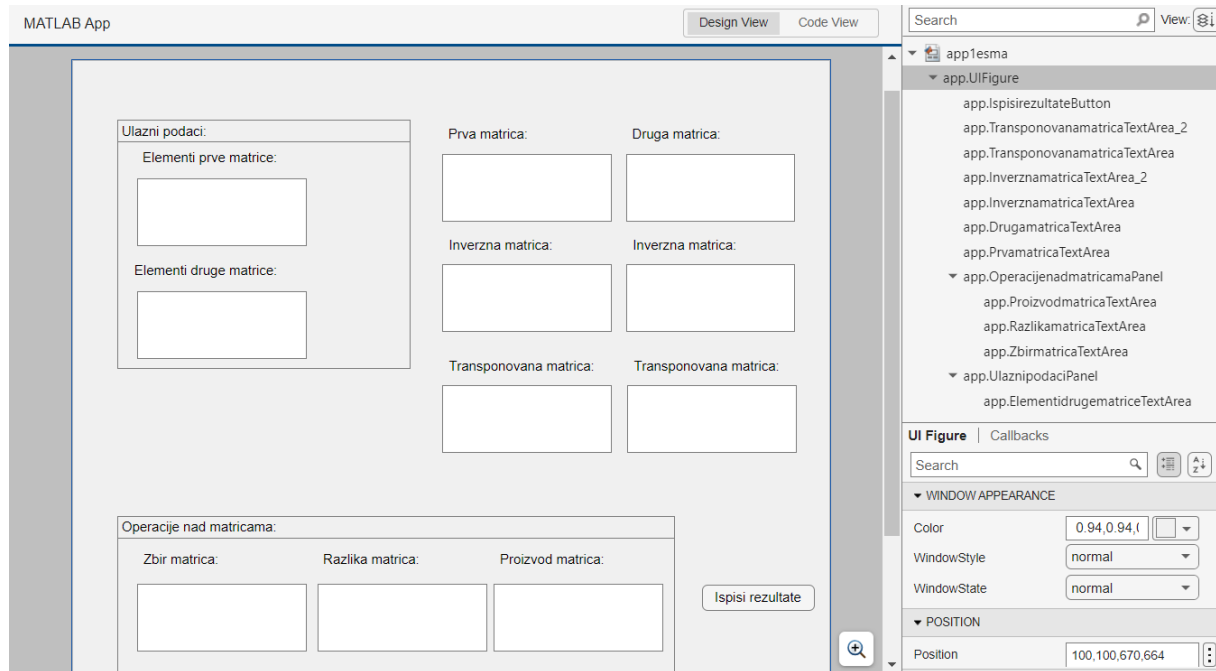 MATLAB App
Design View
Code View
Ulazni podaci:
Elementi prve matrice:
Elementi druge matrice:
Prva matrica:
Druga matrica:
Inverzna matrica:
Inverzna matrica:
Transponovana matrica:
Transponovana matrica:
Operacije nad matricama:
Zbir matrica:
Razlika matrica:
Proizvod matrica:
Ispisi rezultate
Search
View:
app1esma
app.UIFigure
app.IspisirezultateButton
app.TransponovanamatricaTextArea_2
app.TransponovanamatricaTextArea
app.InverznamatricaTextArea_2
app.InverznamatricaTextArea
app.DrugamatricaTextArea
app.PrvamatricaTextArea
app.OperacijenadmatricamaPanel
app.ProizvodmatricaTextArea
app.RazlikamatricaTextArea
app.ZbirmatricaTextArea
app.UlaznipodaciPanel
app.ElementidrugematriceTextArea
UI Figure | Callbacks
Search
WINDOW APPEARANCE
Color
0.94,0.94,(
WindowStyle
normal
WindowState
normal
POSITION
Position
100,100,670,664